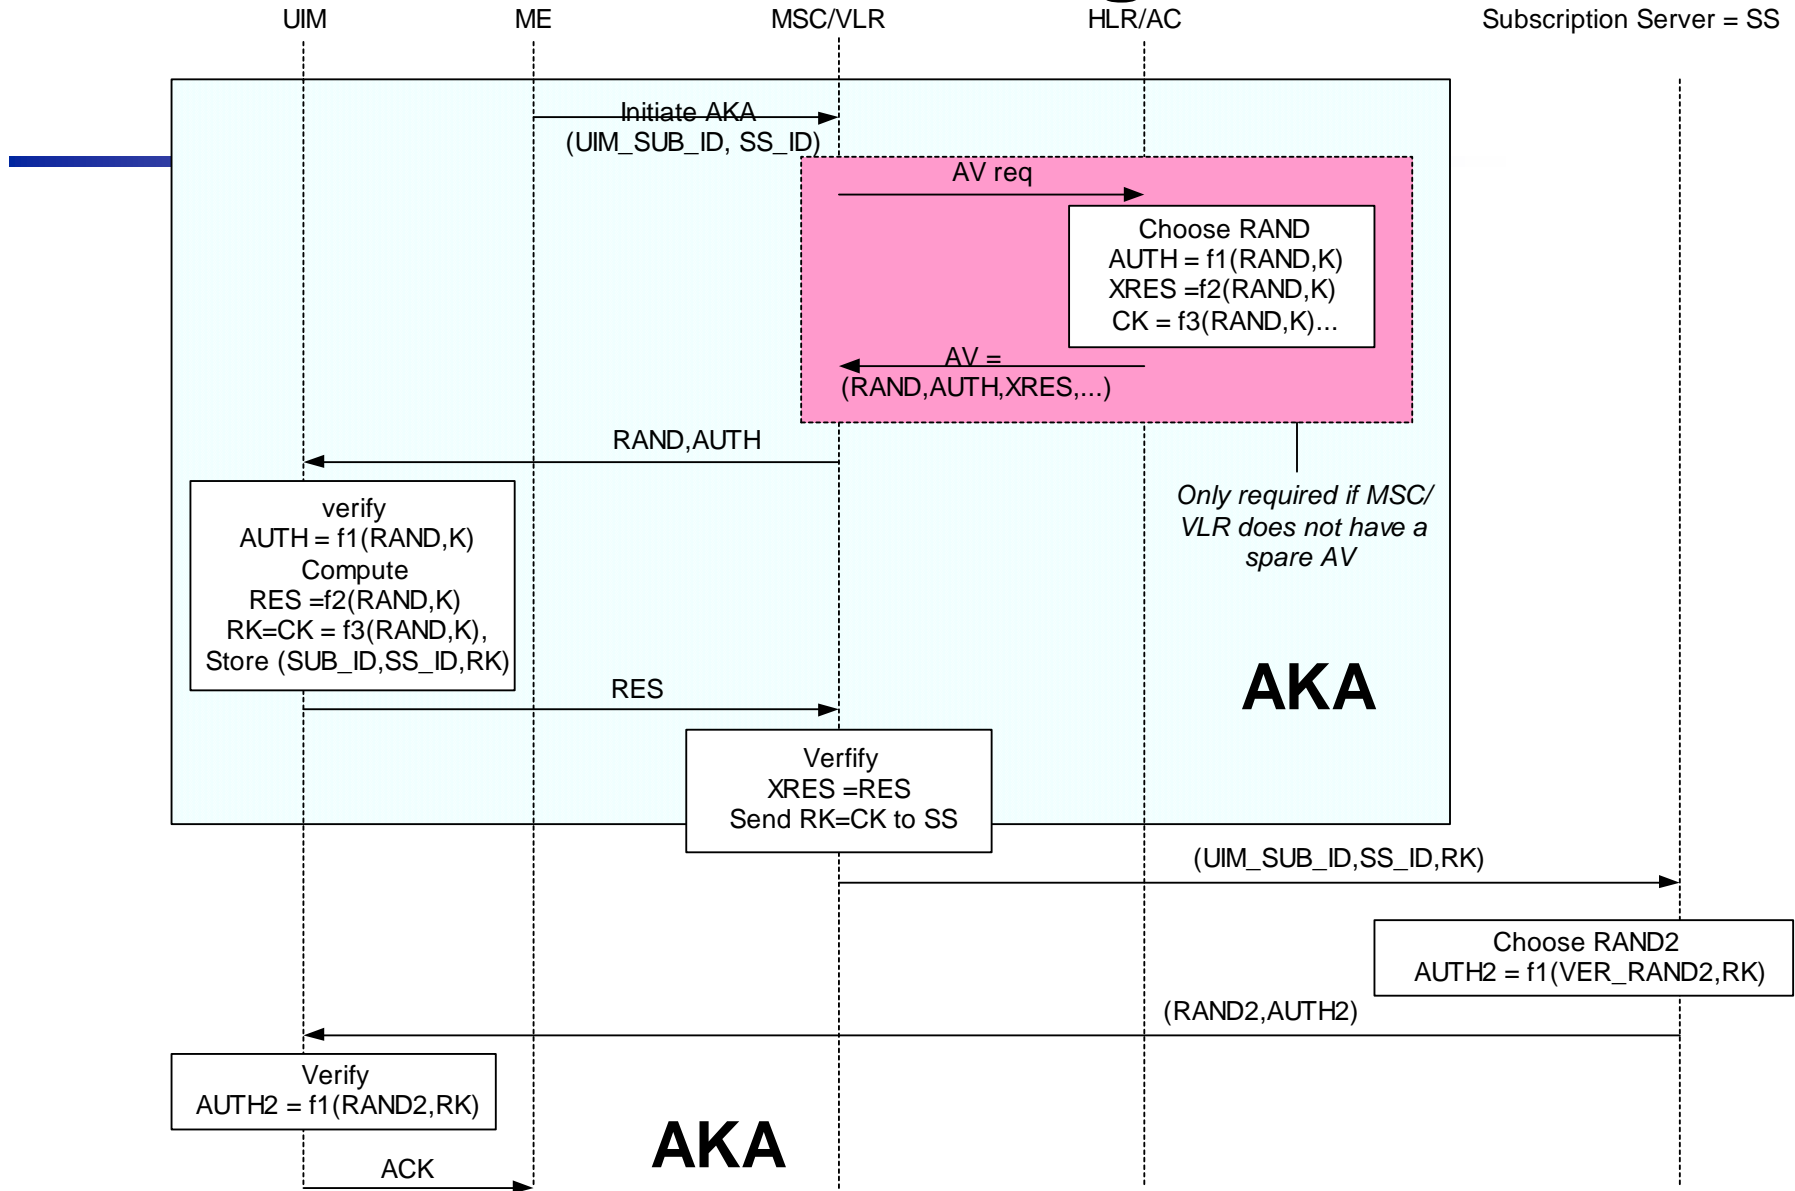 UIM
ME
MSC/VLR
HLR/AC
Subscription Server = SS
Initiate AKA
(UIM_SUB_ID, SS_ID)
AV req
Choose RAND
AUTH = f1(RAND,K)
XRES =f2(RAND,K)
CK = f3(RAND,K)...
AV =
(RAND,AUTH,XRES,...)
RAND,AUTH
Only required if MSC/
VLR does not have a
spare AV
verify
AUTH = f1(RAND,K)
Compute
RES =f2(RAND,K)
RK=CK = f3(RAND,K),
Store (SUB_ID,SS_ID,RK)
AKA
RES
Verfify
XRES =RES
Send RK=CK to SS
(UIM_SUB_ID,SS_ID,RK)
Choose RAND2
AUTH2 = f1(VER_RAND2,RK)
(RAND2,AUTH2)
Verify
AUTH2 = f1(RAND2,RK)
AKA
ACK